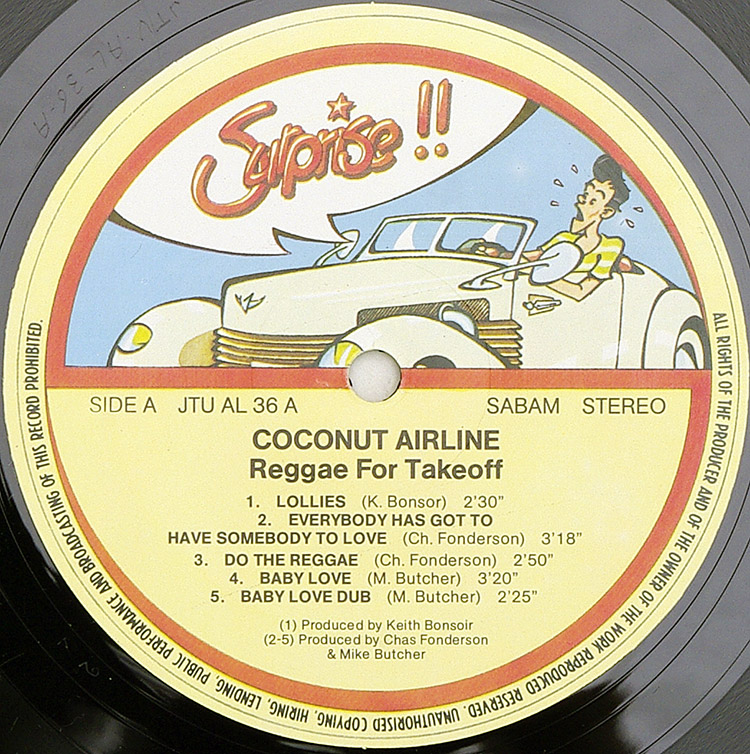 JTU-AL-36-A
Surprise!!
SIDE A JTU AL 36 A SABAM STEREO
COCONUT AIRLINE
Reggae For Takeoff
1. LOLLIES (K. Bonsor) 2'30"
2. EVERYBODY HAS GOT TO
HAVE SOMEBODY TO LOVE (Ch. Fonderson) 3'18"
3. DO THE REGGAE (Ch. Fonderson) 2'50"
4. BABY LOVE (M. Butcher) 3'20"
5. BABY LOVE DUB (M. Butcher) 2'25"
(1) Produced by Keith Bonsoir
(2-5) Produced by Chas Fonderson
& Mike Butcher
ALL RIGHTS OF THE PRODUCER AND OF THE OWNER OF THE WORK REPRODUCED RESERVED. UNAUTHORISED COPYING, HIRING, LENDING, PUBLIC PERFORMANCE AND BROADCASTING OF THIS RECORD PROHIBITED.